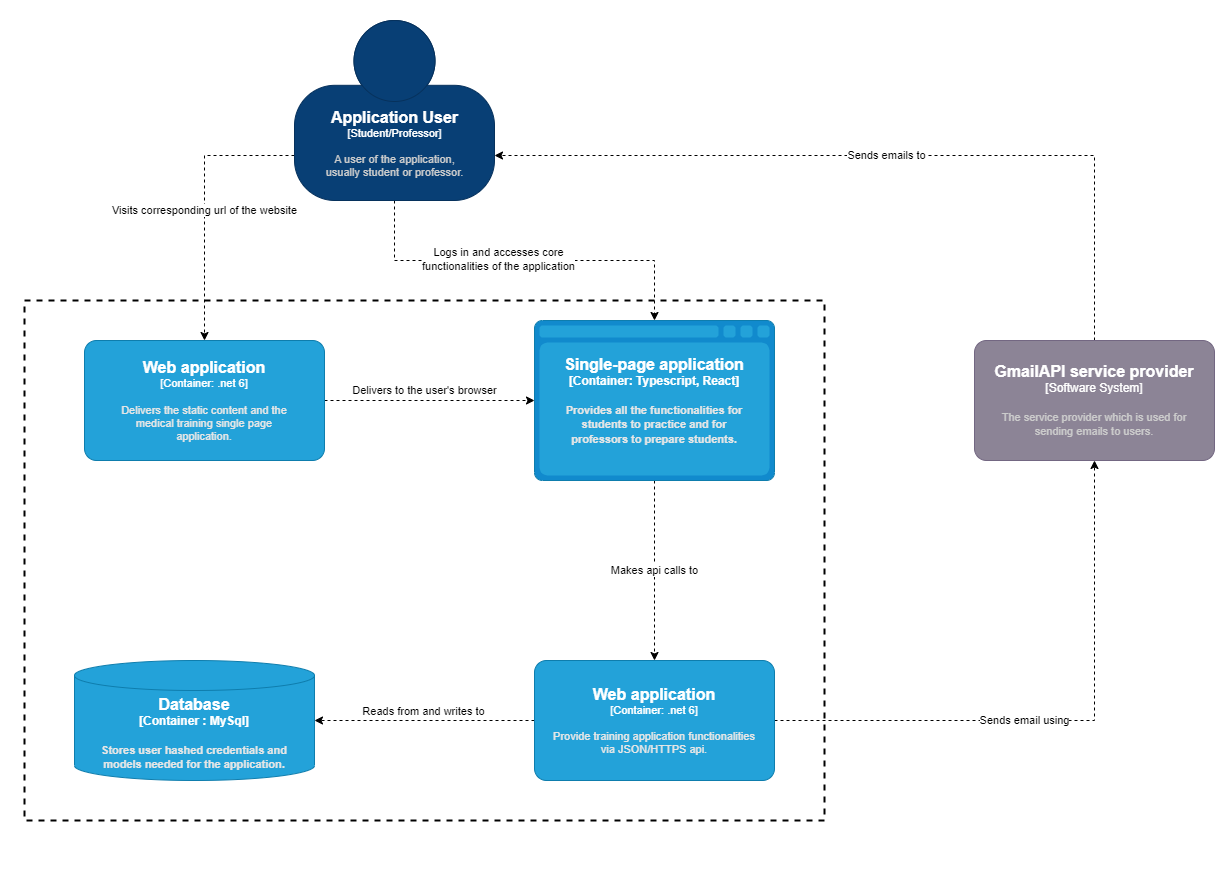 Application User
[Student/Professor]
A user of the application,
usually student or professor.
Sends emails to
Visits corresponding url of the website
Logs in and accesses core
functionalities of the application
Web application
[Container: .net 6]
Delivers the static content and the
medical training single page
application.
Delivers to the user's browser
Single-page application
[Container: Typescript, React]
Provides all the functionalities for
students to practice and for
professors to prepare students.
GmailAPI service provider
[Software System]
The service provider which is used for
sending emails to users.
Makes api calls to
Database
[Container : MySql]
Stores user hashed credentials and
models needed for the application.
Reads from and writes to
Web application
[Container: .net 6]
Provide training application functionalities
via JSON/HTTPS api.
Sends email using